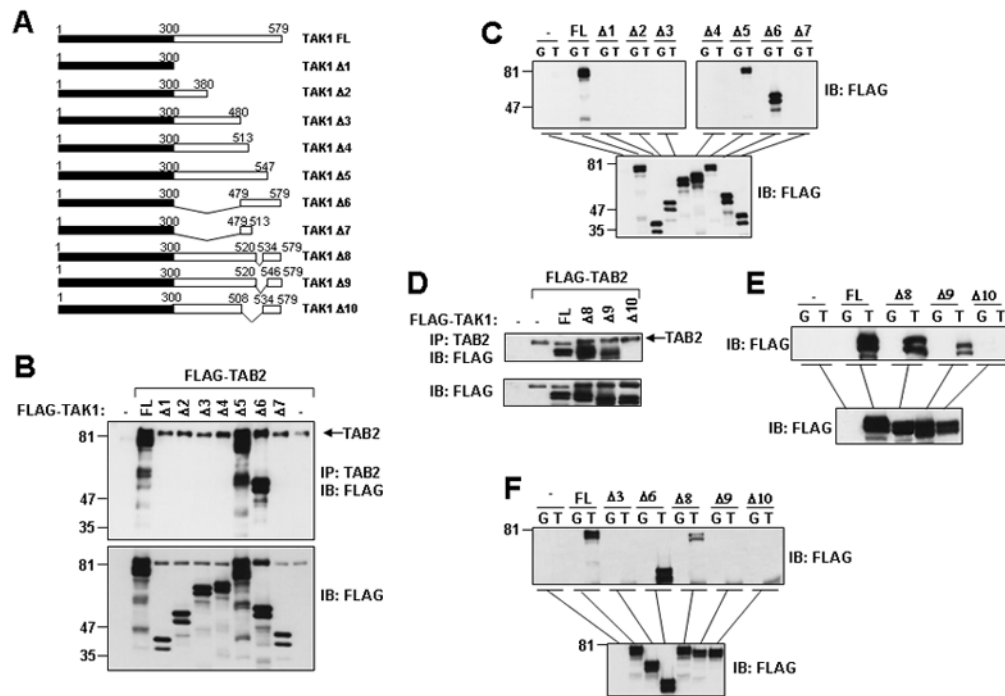 A
1 300 579 TAK1 FL
1 300 TAK1 Δ1
1 300 380 TAK1 Δ2
1 300 480 TAK1 Δ3
1 300 513 TAK1 Δ4
1 300 547 TAK1 Δ5
1 300 479 579 TAK1 Δ6
1 300 479 513 TAK1 Δ7
1 300 520 534 579 TAK1 Δ8
1 300 520 546 579 TAK1 Δ9
1 300 508 534 579 TAK1 Δ10
B
FLAG-TAB2
FLAG-TAK1: - FL Δ1 Δ2 Δ3 Δ4 Δ5 Δ6 Δ7 -
81
TAB2
IP: TAB2
IB: FLAG
47
35
81
IB: FLAG
47
35
C
- FL Δ1 Δ2 Δ3 Δ4 Δ5 Δ6 Δ7
G T G T G T G T G T G T G T G T G T
81
47
IB: FLAG
81
47
35
IB: FLAG
D
FLAG-TAB2
FLAG-TAK1: - - FL Δ8 Δ9 Δ10
IP: TAB2
IB: FLAG
TAB2
IB: FLAG
E
- FL Δ8 Δ9 Δ10
G T G T G T G T G T
IB: FLAG
IB: FLAG
F
- FL Δ3 Δ6 Δ8 Δ9 Δ10
G T G T G T G T G T G T G T
81
IB: FLAG
81
IB: FLAG